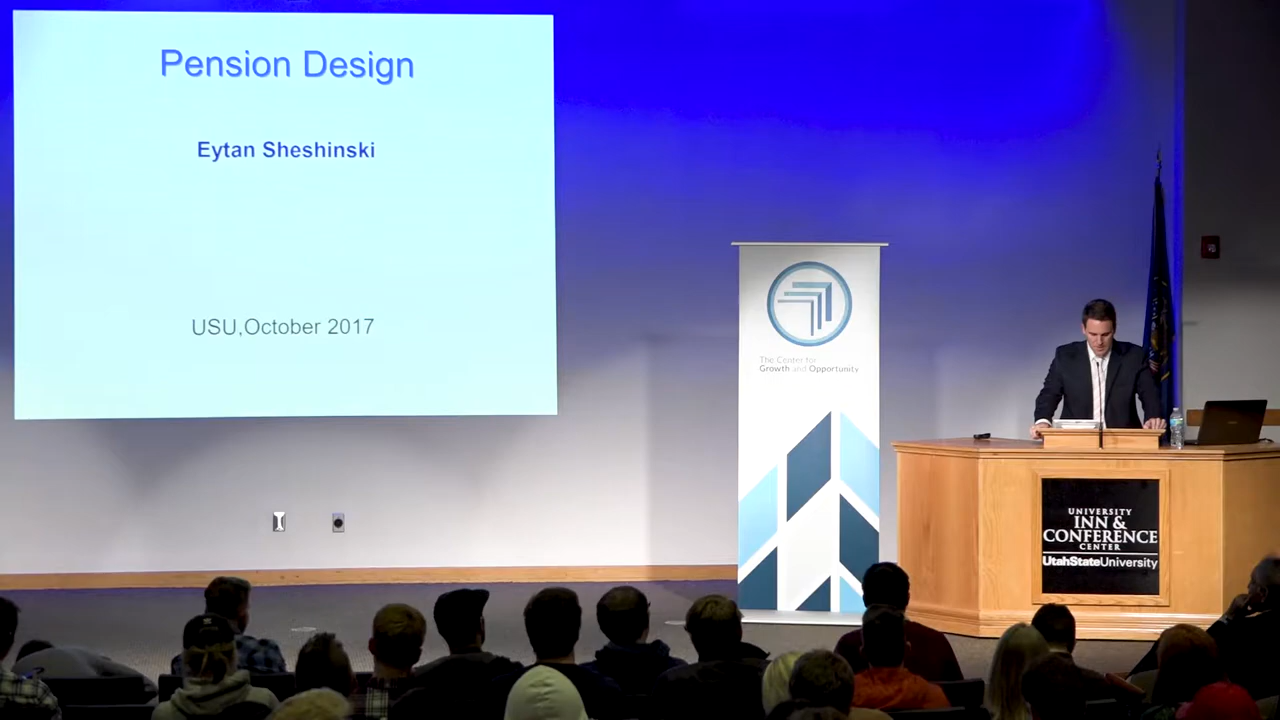 Pension Design
Eytan Sheshinski
USU,October 2017
The Center for
Growth and Opportunity
UNIVERSITY
INN &
CONFERENCE
CENTER
UtahStateUniversity